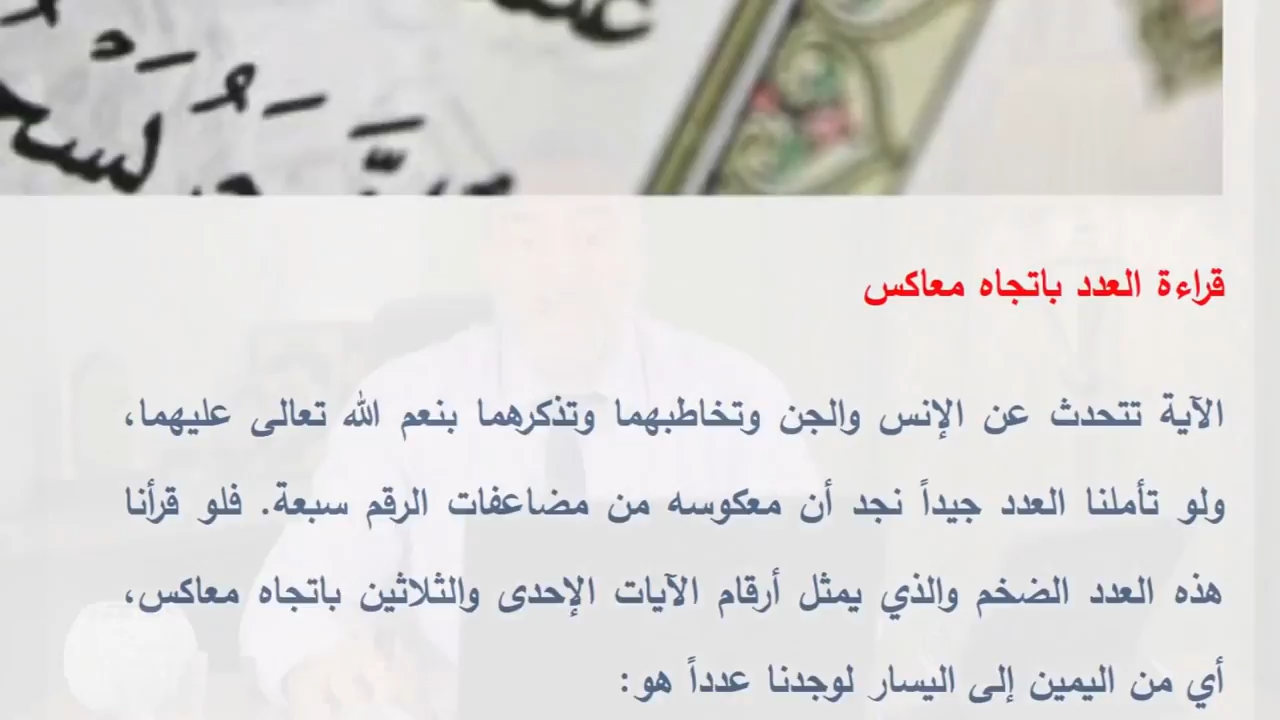 قراءة العدد باتجاه معاكس
الآية تتحدث عن الإنس والجن وتخاطبهما وتذكرهما بنعم الله تعالى عليهما،
ولو تأملنا العدد جيداً نجد أن معكوسه من مضاعفات الرقم سبعة. فلو قرأنا
هذه العدد الضخم والذي يمثل أرقام الآيات الإحدى والثلاثين باتجاه معاكس،
أي من اليمين إلى اليسار لوجدنا عدداً هو: